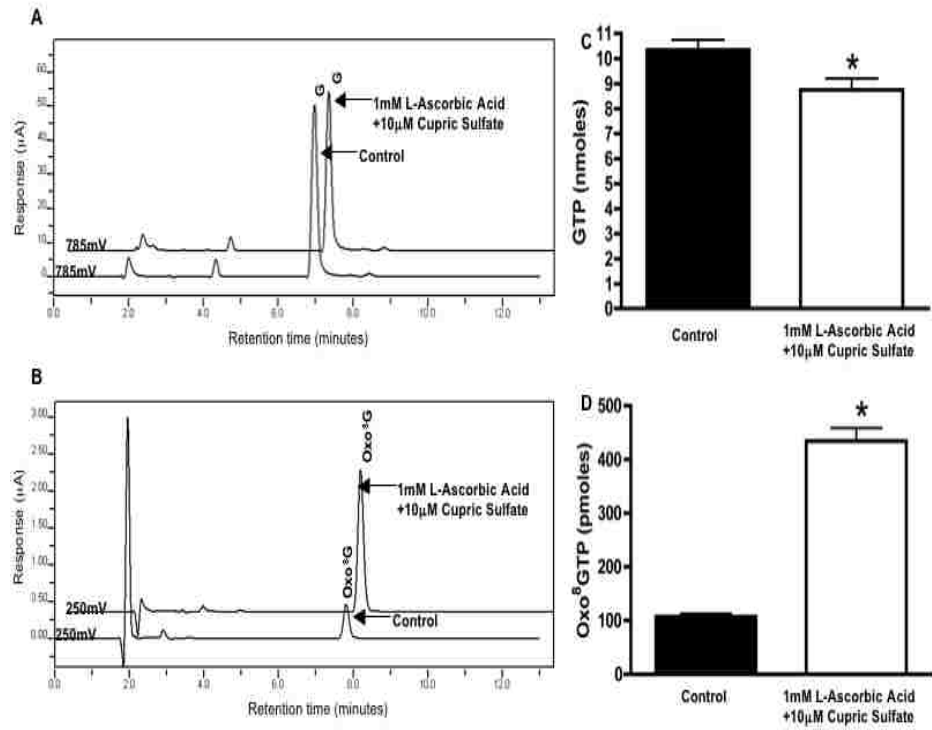 A
Response (µA)
60
50
40
30
20
10
0
G
G
1mM L-Ascorbic Acid
+10µM Cupric Sulfate
Control
785mV
785mV
0.0 2.0 4.0 6.0 8.0 10.0 12.0
Retention time (minutes)
B
Response (µA)
3.00
2.50
2.00
1.50
1.00
0.50
0.00
Oxo⁸G
Oxo⁸G
1mM L-Ascorbic Acid
+10µM Cupric Sulfate
Control
250mV
250mV
0.0 2.0 4.0 6.0 8.0 10.0 12.0
Retention time (minutes)
C
GTP (nmoles)
11
10
9
8
7
6
5
4
3
2
1
0
*
Control
1mM L-Ascorbic Acid
+10µM Cupric Sulfate
D
Oxo⁸GTP (pmoles)
500
400
300
200
100
0
*
Control
1mM L-Ascorbic Acid
+10µM Cupric Sulfate